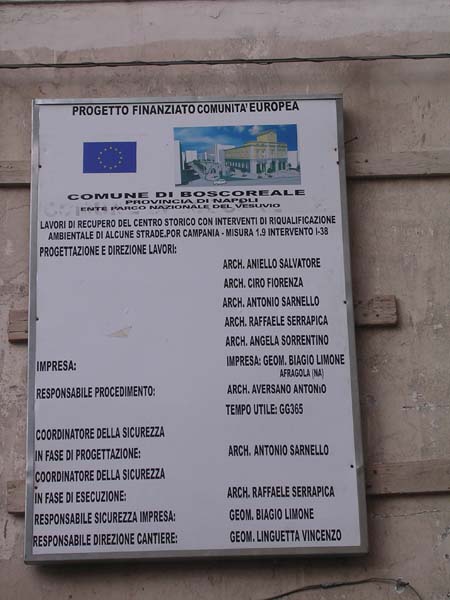 PROGETTO FINANZIATO COMUNITA' EUROPEA
COMUNE DI BOSCOREALE
PROVINCIA DI NAPOLI
ENTE PARCO NAZIONALE DEL VESUVIO
LAVORI DI RECUPERO DEL CENTRO STORICO CON INTERVENTI DI RIQUALIFICAZIONE
AMBIENTALE DI ALCUNE STRADE.POR CAMPANIA - MISURA 1.9 INTERVENTO I-38
PROGETTAZIONE E DIREZIONE LAVORI:
ARCH. ANIELLO SALVATORE
ARCH. CIRO FIORENZA
ARCH. ANTONIO SARNELLO
ARCH. RAFFAELE SERRAPICA
ARCH. ANGELA SORRENTINO
IMPRESA: IMPRESA: GEOM. BIAGIO LIMONE
AFRAGOLA (NA)
RESPONSABILE PROCEDIMENTO: ARCH. AVERSANO ANTONIO
TEMPO UTILE: GG365
COORDINATORE DELLA SICUREZZA
IN FASE DI PROGETTAZIONE: ARCH. ANTONIO SARNELLO
COORDINATORE DELLA SICUREZZA
IN FASE DI ESECUZIONE: ARCH. RAFFAELE SERRAPICA
RESPONSABILE SICUREZZA IMPRESA: GEOM. BIAGIO LIMONE
RESPONSABILE DIREZIONE CANTIERE: GEOM. LINGUETTA VINCENZO